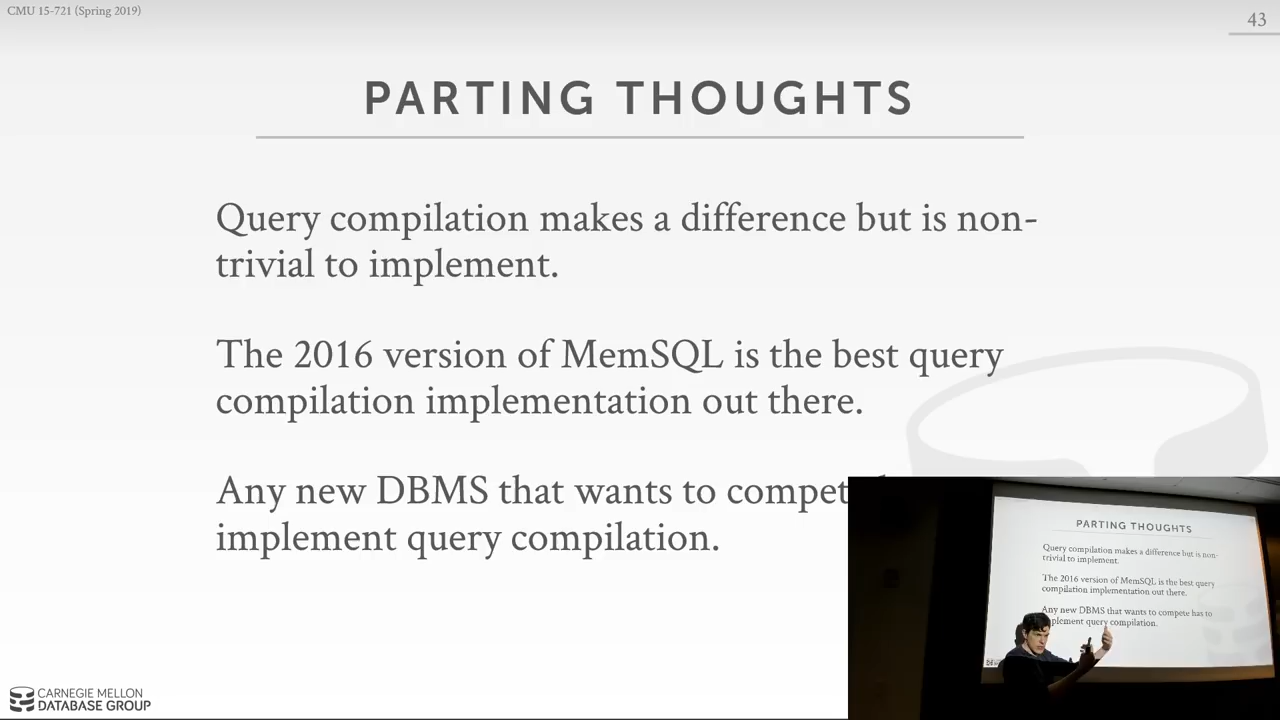 CMU 15-721 (Spring 2019)
43
PARTING THOUGHTS
Query compilation makes a difference but is non-
trivial to implement.
The 2016 version of MemSQL is the best query
compilation implementation out there.
Any new DBMS that wants to compet
implement query compilation.
CARNEGIE MELLON
DATABASE GROUP
PARTING THOUGHTS
Query compilation makes a difference but is non-
trivial to implement.
The 2016 version of MemSQL is the best query
compilation implementation out there.
Any new DBMS that wants to compete has to
plement query compilation.